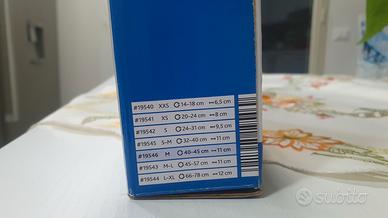 #19540 XXS 14-18 cm ↔6,5 cm
#19541 XS 20-24 cm ↔8 cm
#19542 S 24-31 cm ↔9,5 cm
#19545 S-M 32-40 cm ↔11 cm
#19546 M 40-45 cm ↔11 cm
#19543 M-L 45-57 cm ↔11 cm
#19544 L-XL 66-78 cm ↔12 cm
subito